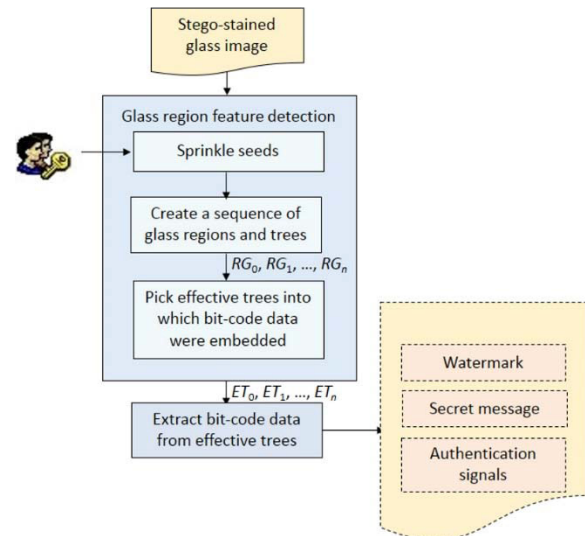 Stego-stained
glass image
Glass region feature detection
Sprinkle seeds
Create a sequence of
glass regions and trees
RG₀, RG₁, ..., RGₙ
Pick effective trees into
which bit-code data
were embedded
ET₀, ET₁, ..., ETₙ
Extract bit-code data
from effective trees
Watermark
Secret message
Authentication
signals